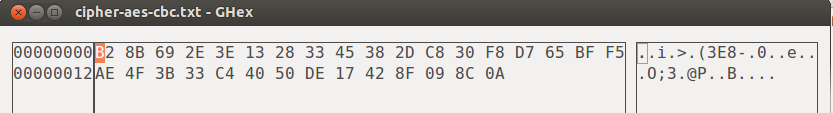 cipher-aes-cbc.txt - GHex
00000000 B2 8B 69 2E 3E 13 28 33 45 38 2D C8 30 F8 D7 65 BF F5 ..i.>.(3E8-.0..e..
00000012 AE 4F 3B 33 C4 40 50 DE 17 42 8F 09 8C 0A .O;3.@P..B....